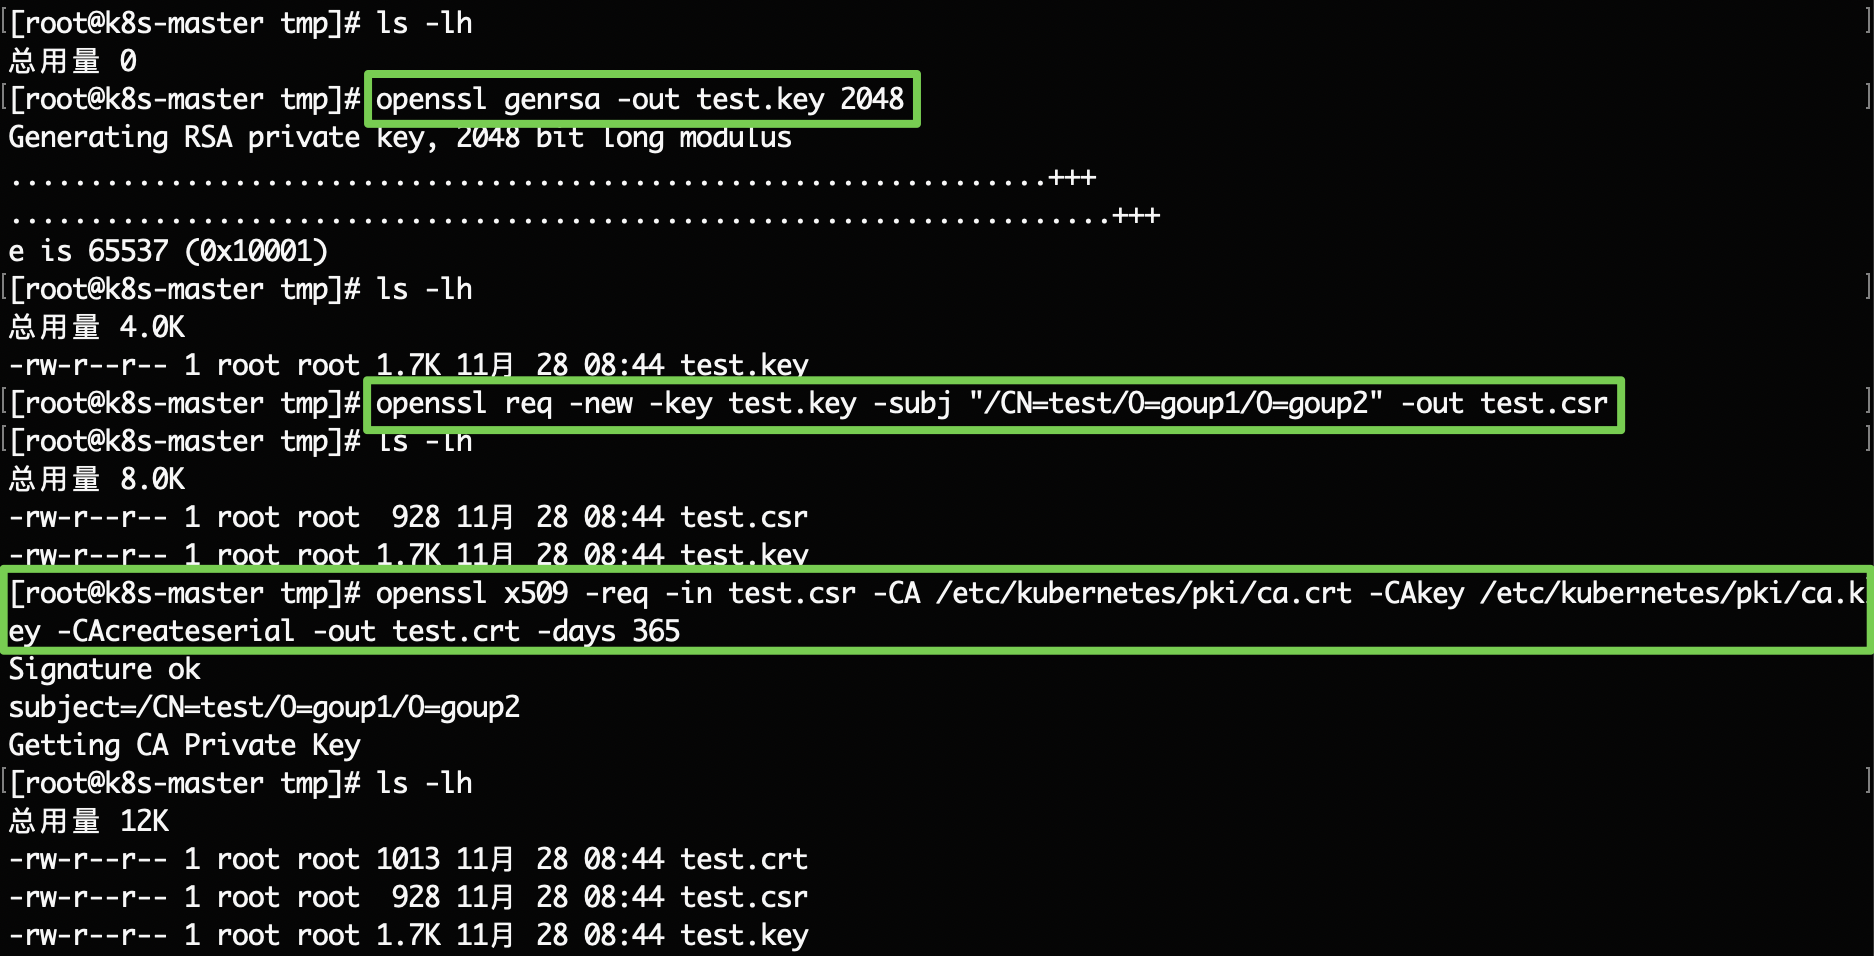 [root@k8s-master tmp]# ls -lh
总用量 0
[root@k8s-master tmp]# openssl genrsa -out test.key 2048
Generating RSA private key, 2048 bit long modulus
.................................................................+++
.....................................................................+++
e is 65537 (0x10001)
[root@k8s-master tmp]# ls -lh
总用量 4.0K
-rw-r--r-- 1 root root 1.7K 11月 28 08:44 test.key
[root@k8s-master tmp]# openssl req -new -key test.key -subj "/CN=test/O=goup1/O=goup2" -out test.csr
[root@k8s-master tmp]# ls -lh
总用量 8.0K
-rw-r--r-- 1 root root  928 11月 28 08:44 test.csr
-rw-r--r-- 1 root root 1.7K 11月 28 08:44 test.key
[root@k8s-master tmp]# openssl x509 -req -in test.csr -CA /etc/kubernetes/pki/ca.crt -CAkey /etc/kubernetes/pki/ca.k
ey -CAcreateserial -out test.crt -days 365
Signature ok
subject=/CN=test/O=goup1/O=goup2
Getting CA Private Key
[root@k8s-master tmp]# ls -lh
总用量 12K
-rw-r--r-- 1 root root 1013 11月 28 08:44 test.crt
-rw-r--r-- 1 root root  928 11月 28 08:44 test.csr
-rw-r--r-- 1 root root 1.7K 11月 28 08:44 test.key